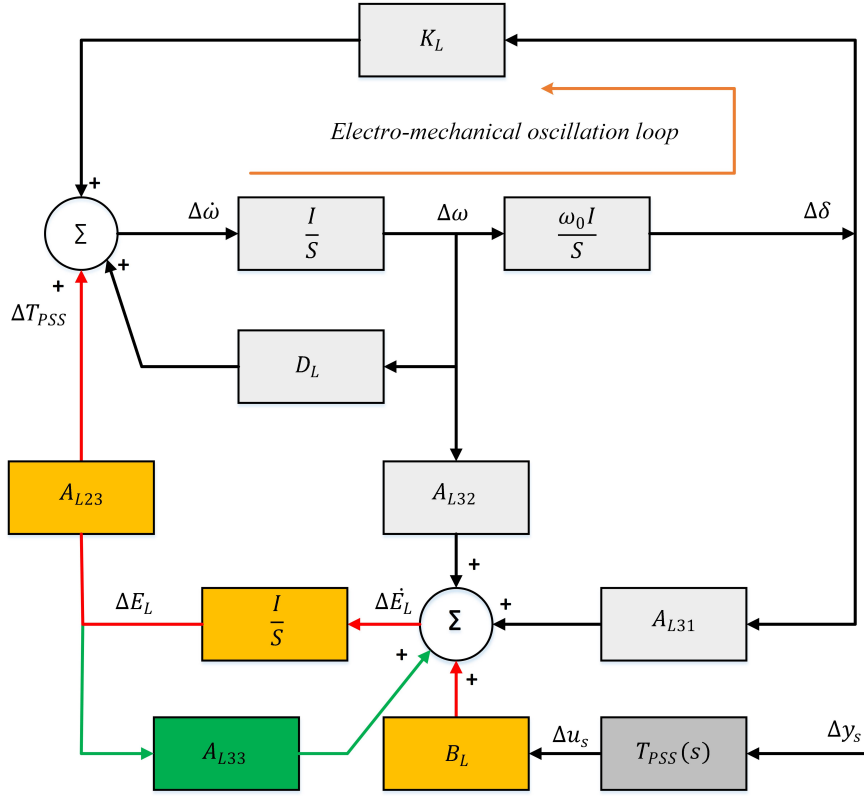 K_L
Electro-mechanical oscillation loop
+
Σ
Δω̇
I
S
Δω
ω₀I
S
Δδ
+
+
ΔT_PSS
D_L
A_L23
A_L32
+
ΔE_L
I
S
ΔĖ_L
Σ
+
A_L31
+
+
A_L33
B_L
Δu_s
T_PSS(s)
Δy_s